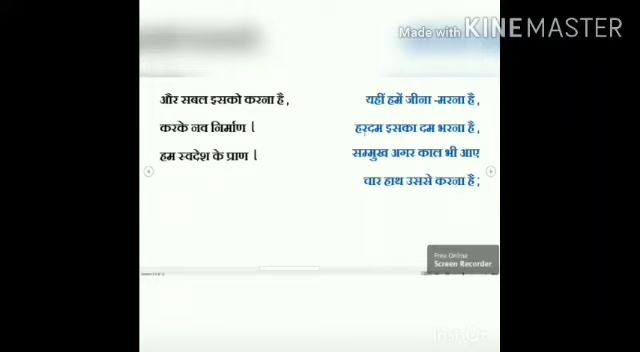 Made with KINEMASTER
और सबल इसको करना है ,
करके नव निर्माण ।
हम स्वदेश के प्राण ।
यहीं हमें जीना -मरना है ,
हरदम इसका दम भरना है ,
सम्मुख अगर काल भी आए
चार हाथ उससे करना है ;
Free Online
Screen Recorder